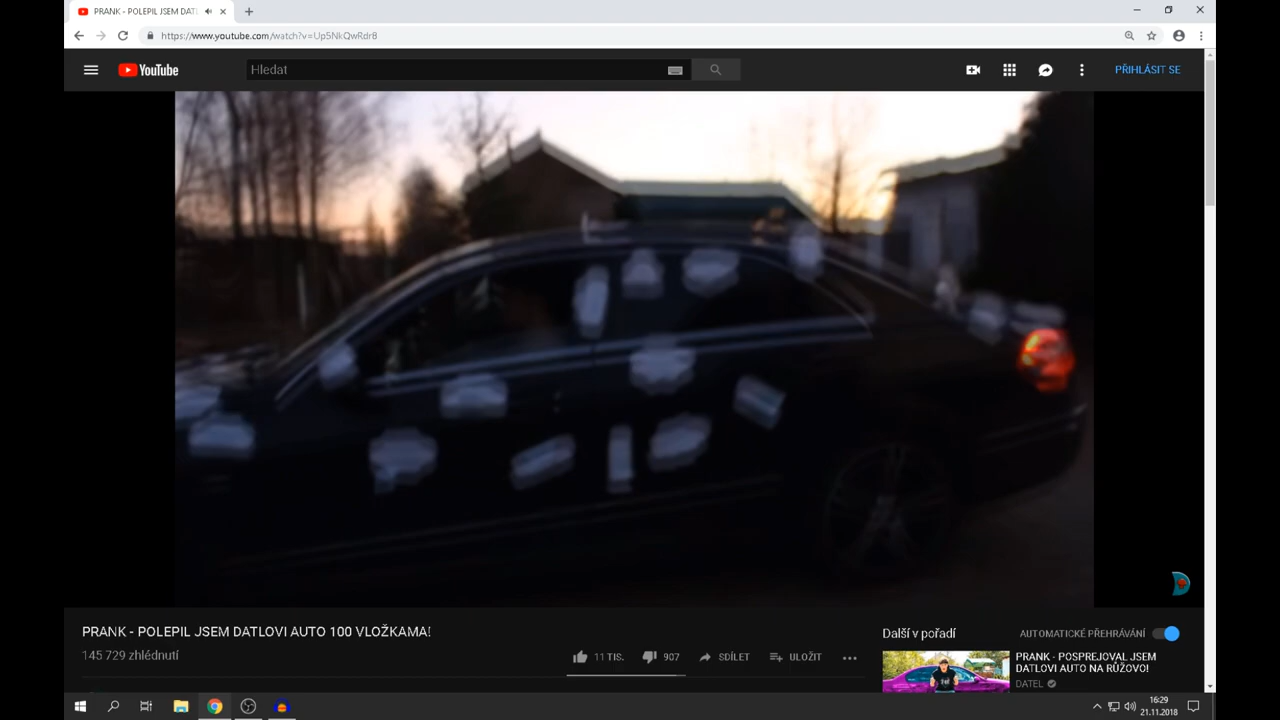 PRANK - POLEPIL JSEM DATL
https://www.youtube.com/watch?v=Up5NkQwRdr8
YouTube
Hledat
PŘIHLÁSIT SE
PRANK - POLEPIL JSEM DATLOVI AUTO 100 VLOŽKAMA!
145 729 zhlédnutí
11 TIS.
907
SDÍLET
ULOŽIT
Další v pořadí
AUTOMATICKÉ PŘEHRÁVÁNÍ
PRANK - POSPREJOVAL JSEM
DATLOVI AUTO NA RŮŽOVO!
DATEL
16:29
21.11.2018